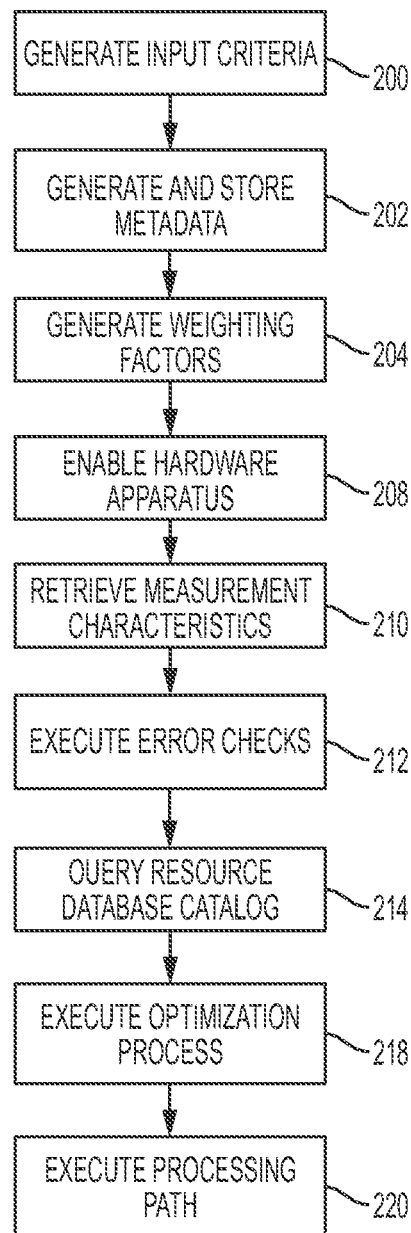 GENERATE INPUT CRITERIA
200
GENERATE AND STORE
METADATA
202
GENERATE WEIGHTING
FACTORS
204
ENABLE HARDWARE
APPARATUS
208
RETRIEVE MEASUREMENT
CHARACTERISTICS
210
EXECUTE ERROR CHECKS
212
OUERY RESOURCE
DATABASE CATALOG
214
EXECUTE OPTIMIZATION
PROCESS
218
EXECUTE PROCESSING
PATH
220